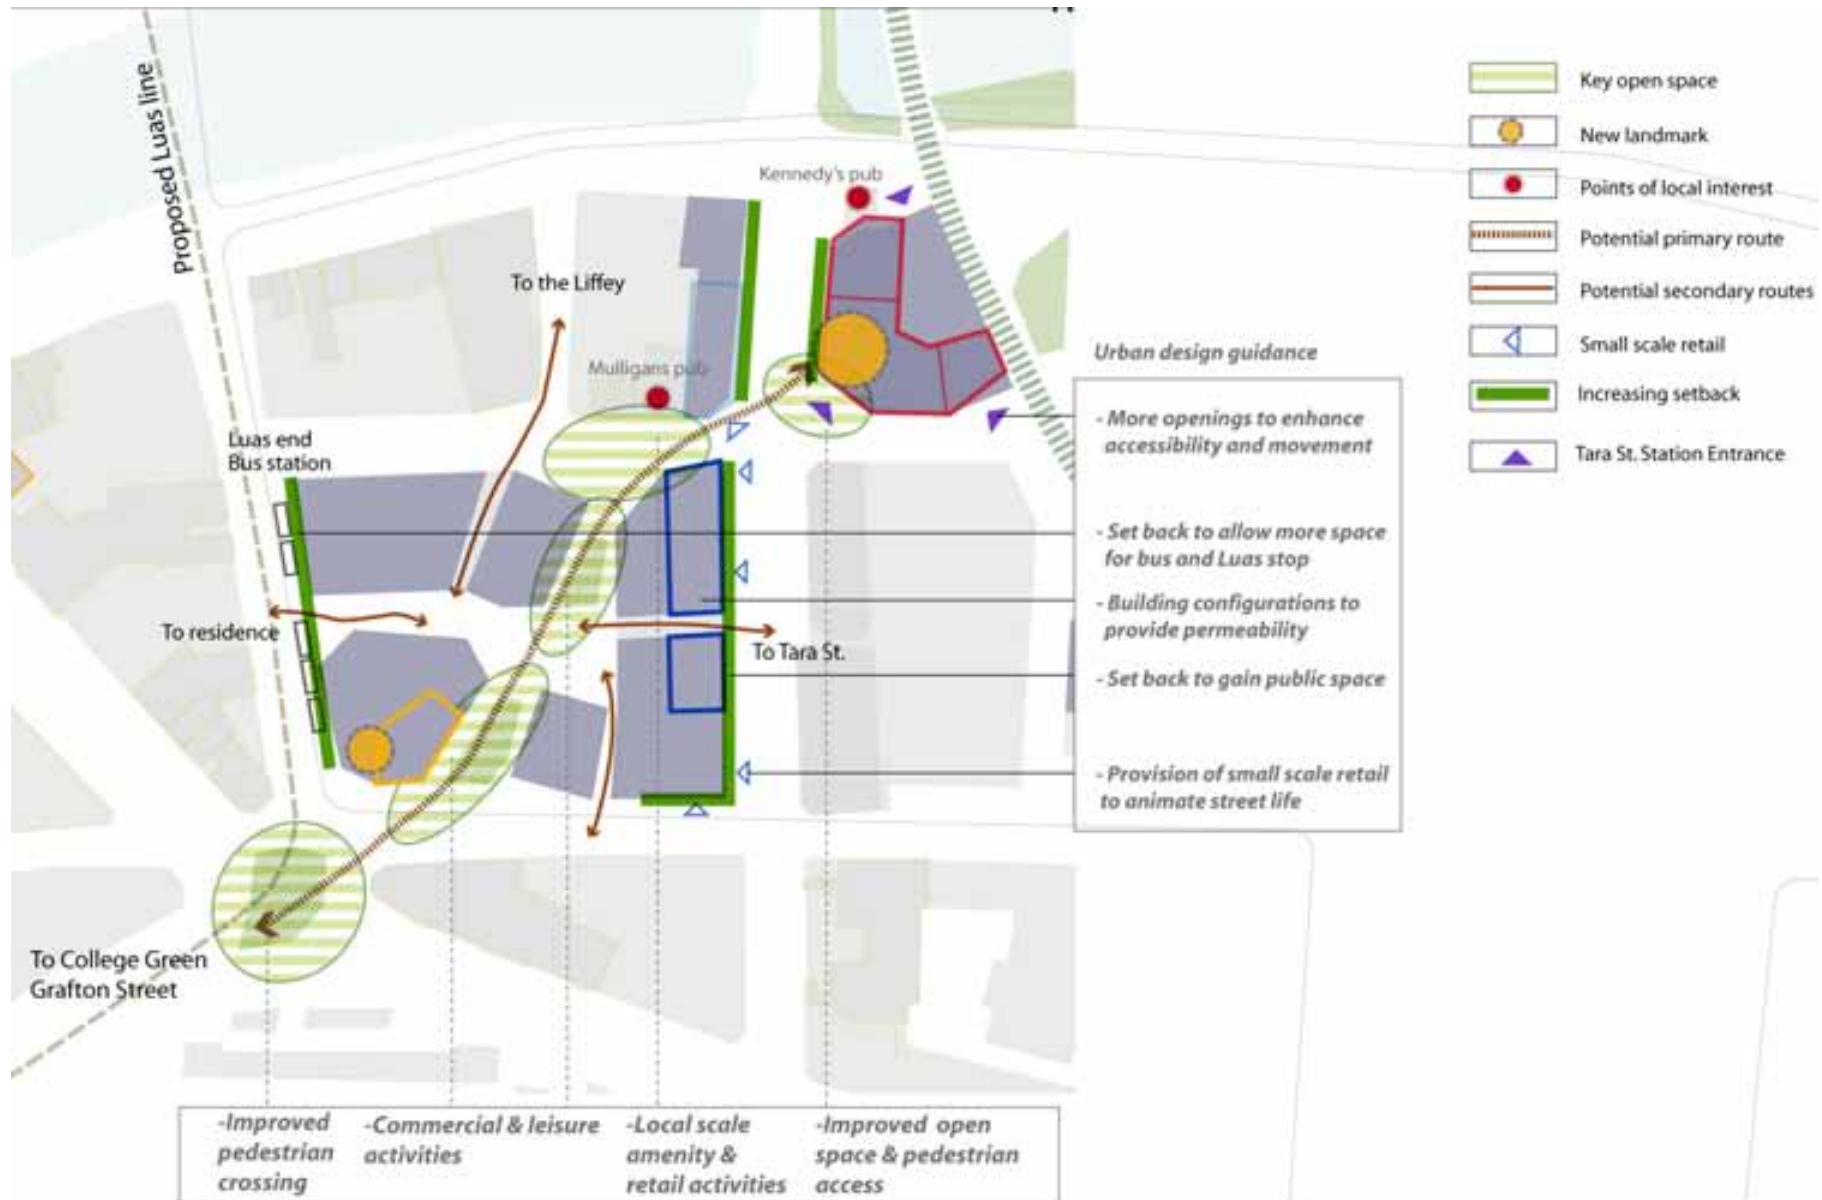 Proposed Luas line
Kennedy's pub
To the Liffey
Mulligans pub
Luas end
Bus station
To residence
To Tara St.
To College Green
Grafton Street
Key open space
New landmark
Points of local interest
Potential primary route
Potential secondary routes
Small scale retail
Increasing setback
Tara St. Station Entrance
Urban design guidance
- More openings to enhance
accessibility and movement
- Set back to allow more space
for bus and Luas stop
- Building configurations to
provide permeability
- Set back to gain public space
- Provision of small scale retail
to animate street life
-Improved
pedestrian
crossing
-Commercial & leisure
activities
-Local scale
amenity &
retail activities
-Improved open
space & pedestrian
access